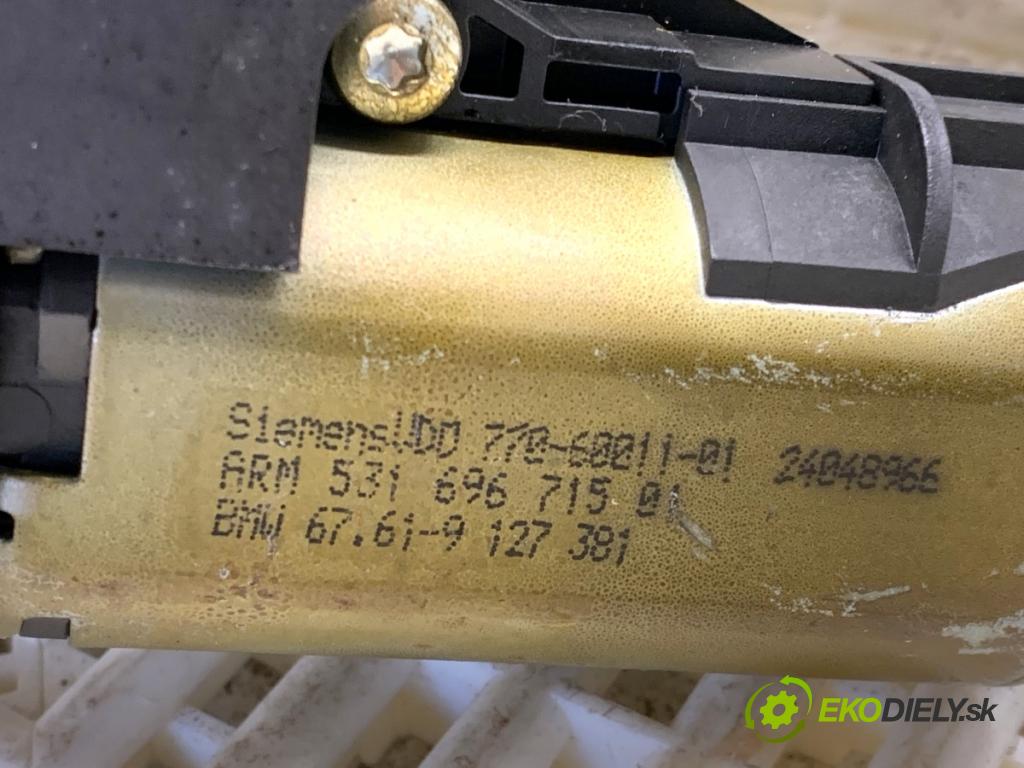 SiemensVDO 770-60011-01 24048966
ARM 531 696 715 01
BMW 67.61-9 127 381
EKODIELY.sk